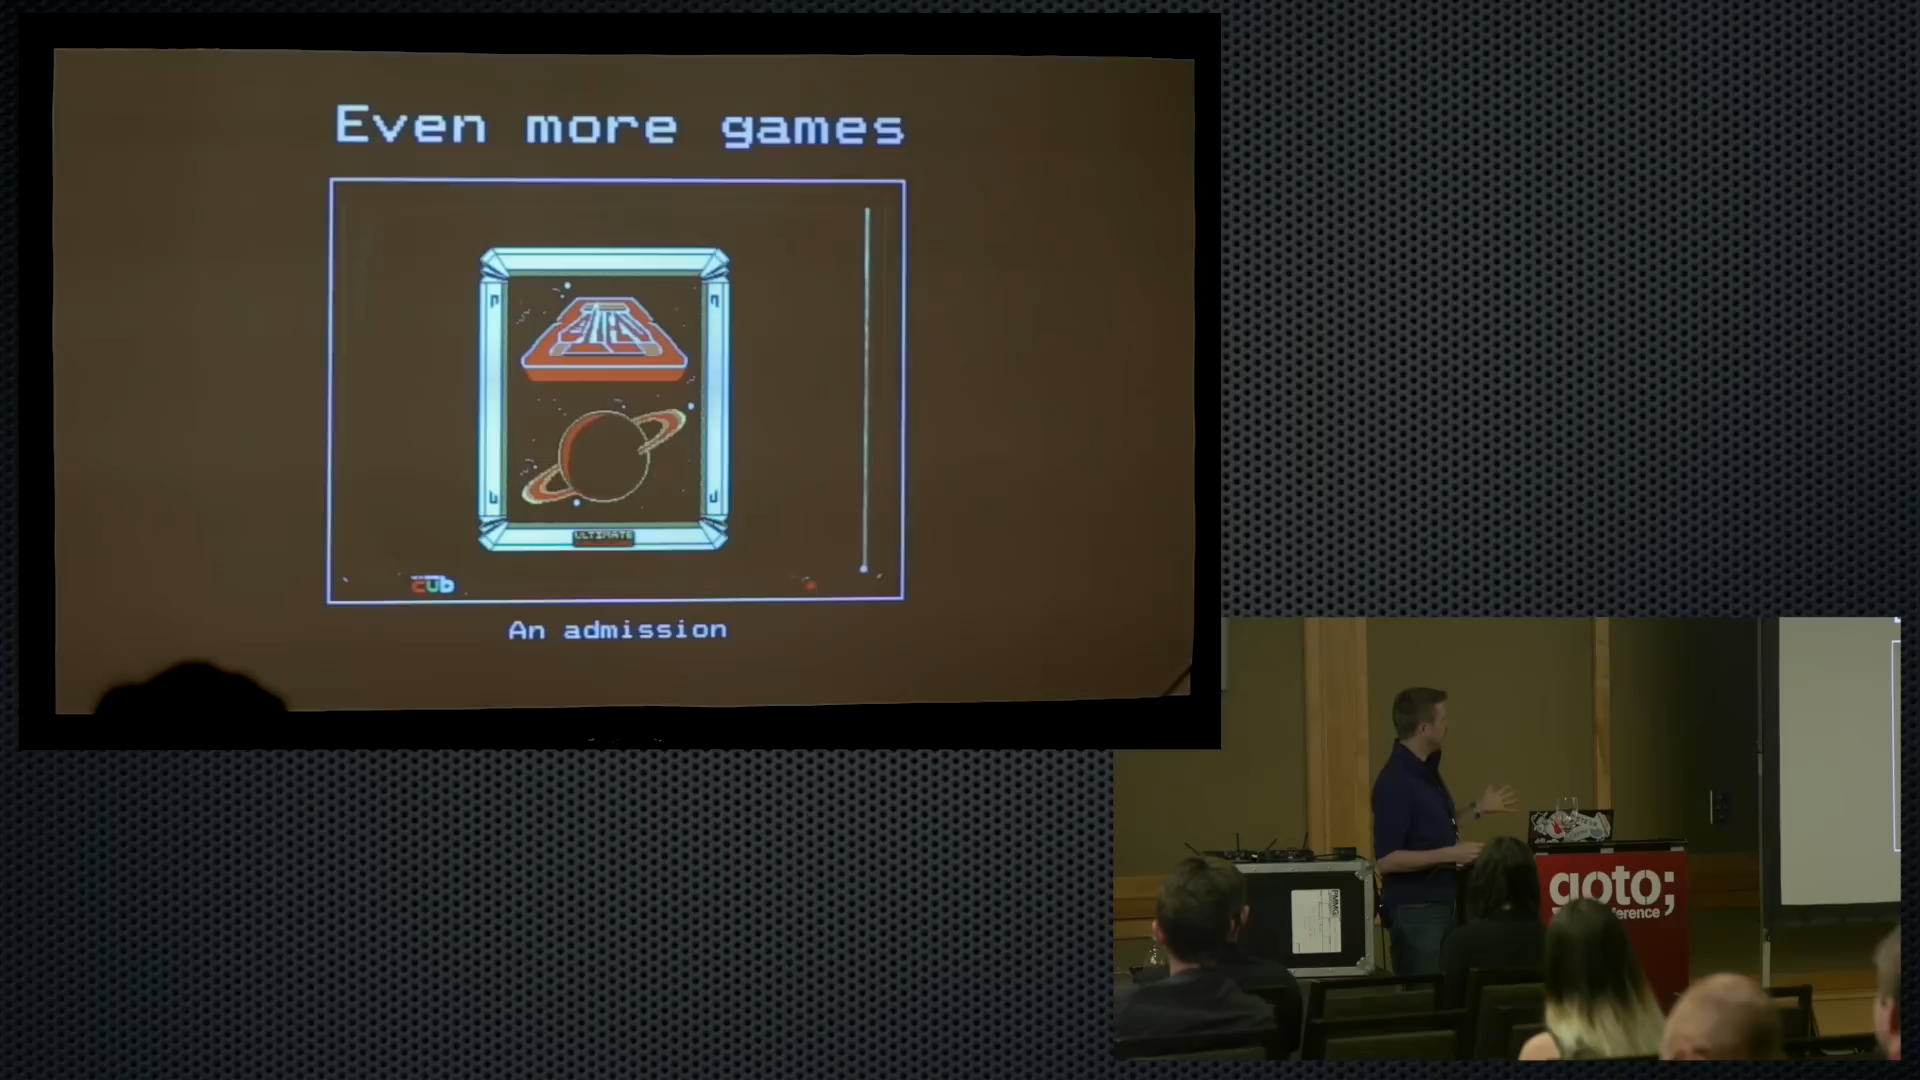 Even more games
ULTIMATE
CUB
An admission
goto;
ference